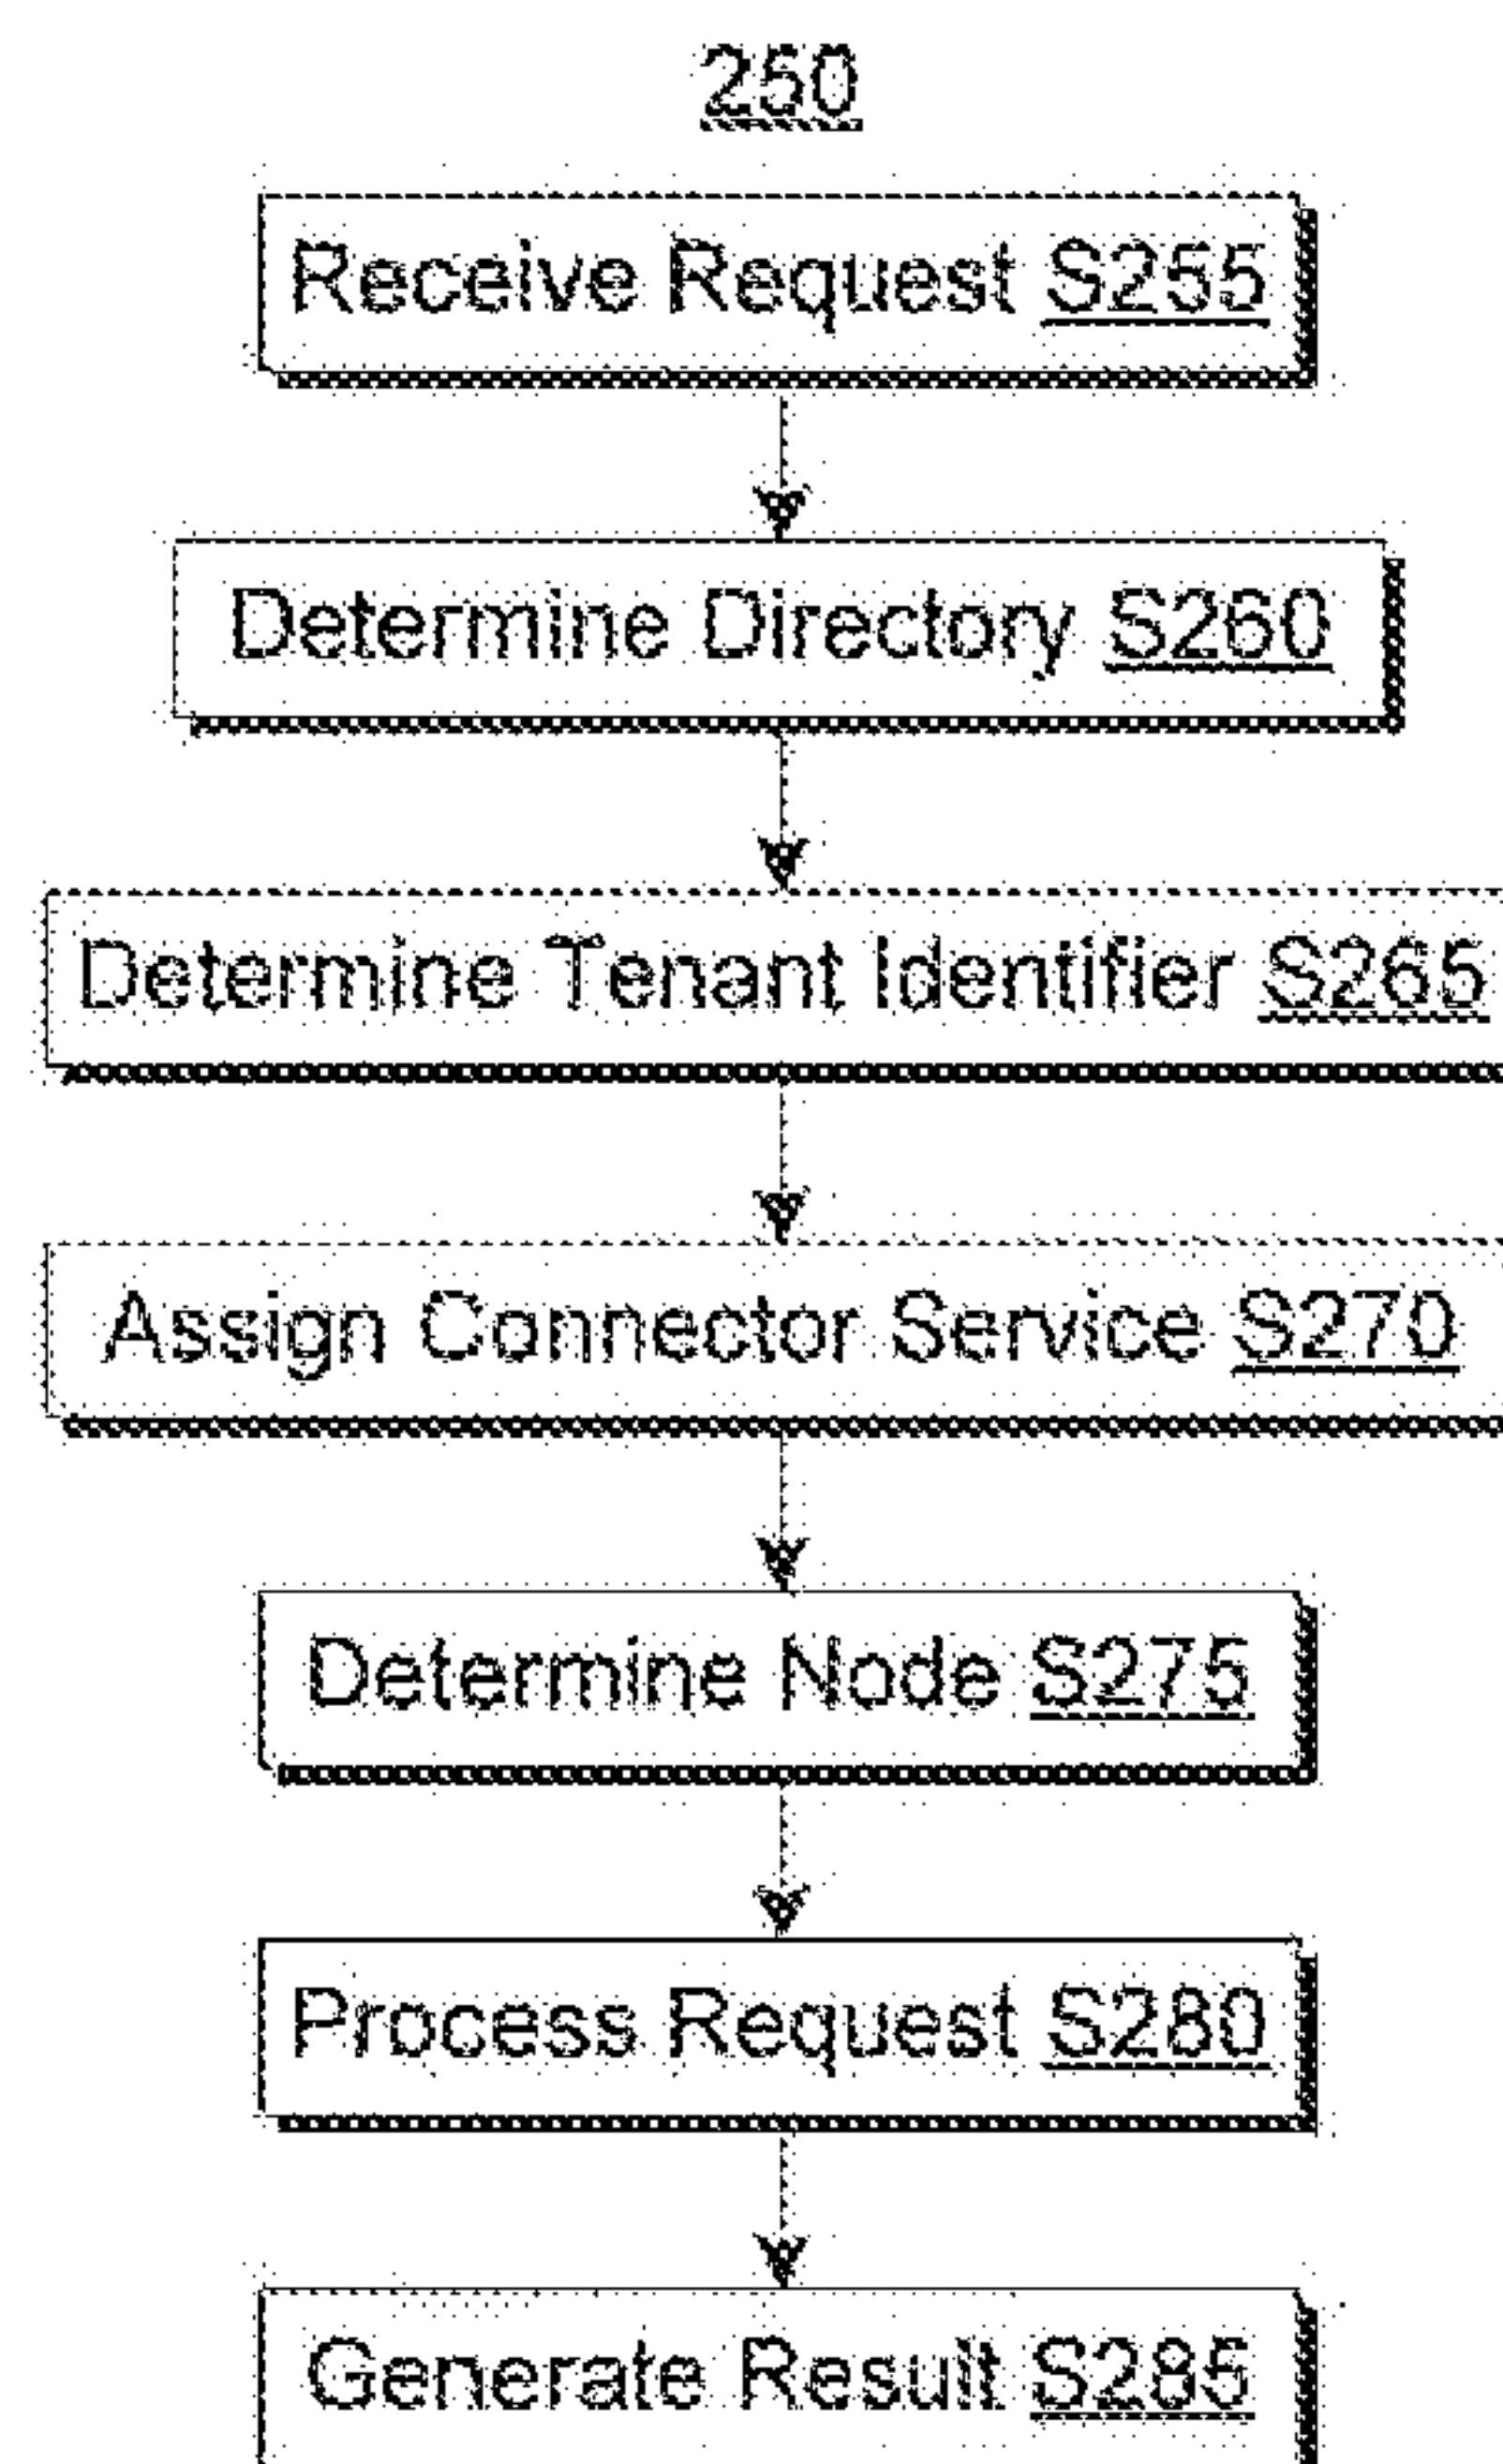 250
Receive Request S255
Determine Directory S260
Determine Tenant Identifier S265
Assign Connector Service S270
Determine Node S275
Process Request S280
Generate Result S285